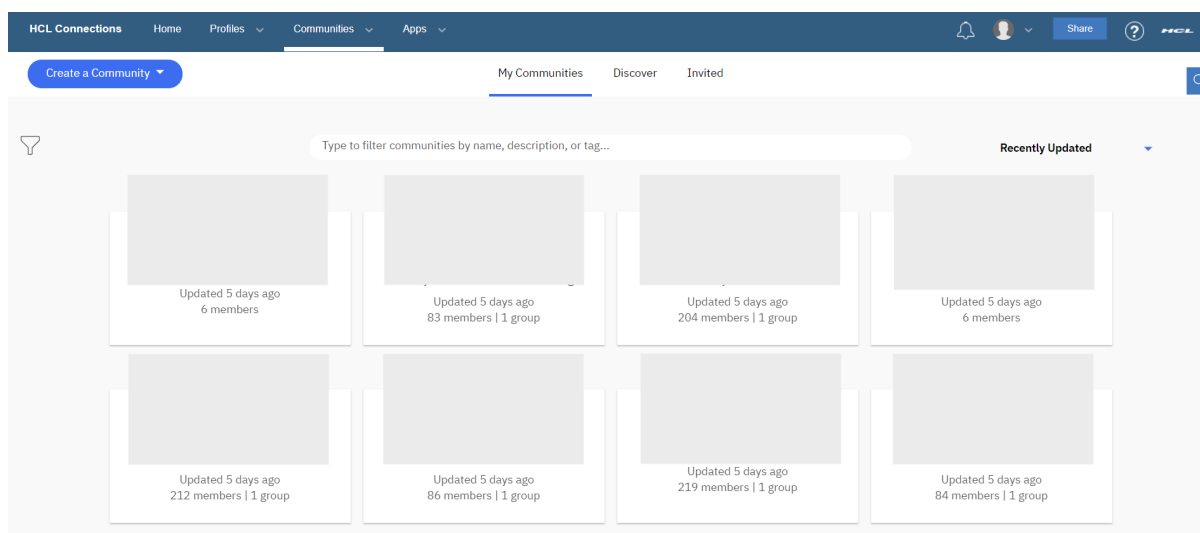 HCL Connections Home Profiles Communities Apps Share ? HCL
Create a Community My Communities Discover Invited
Type to filter communities by name, description, or tag... Recently Updated
Updated 5 days ago
6 members
Updated 5 days ago
83 members | 1 group
Updated 5 days ago
204 members | 1 group
Updated 5 days ago
6 members
Updated 5 days ago
212 members | 1 group
Updated 5 days ago
86 members | 1 group
Updated 5 days ago
219 members | 1 group
Updated 5 days ago
84 members | 1 group